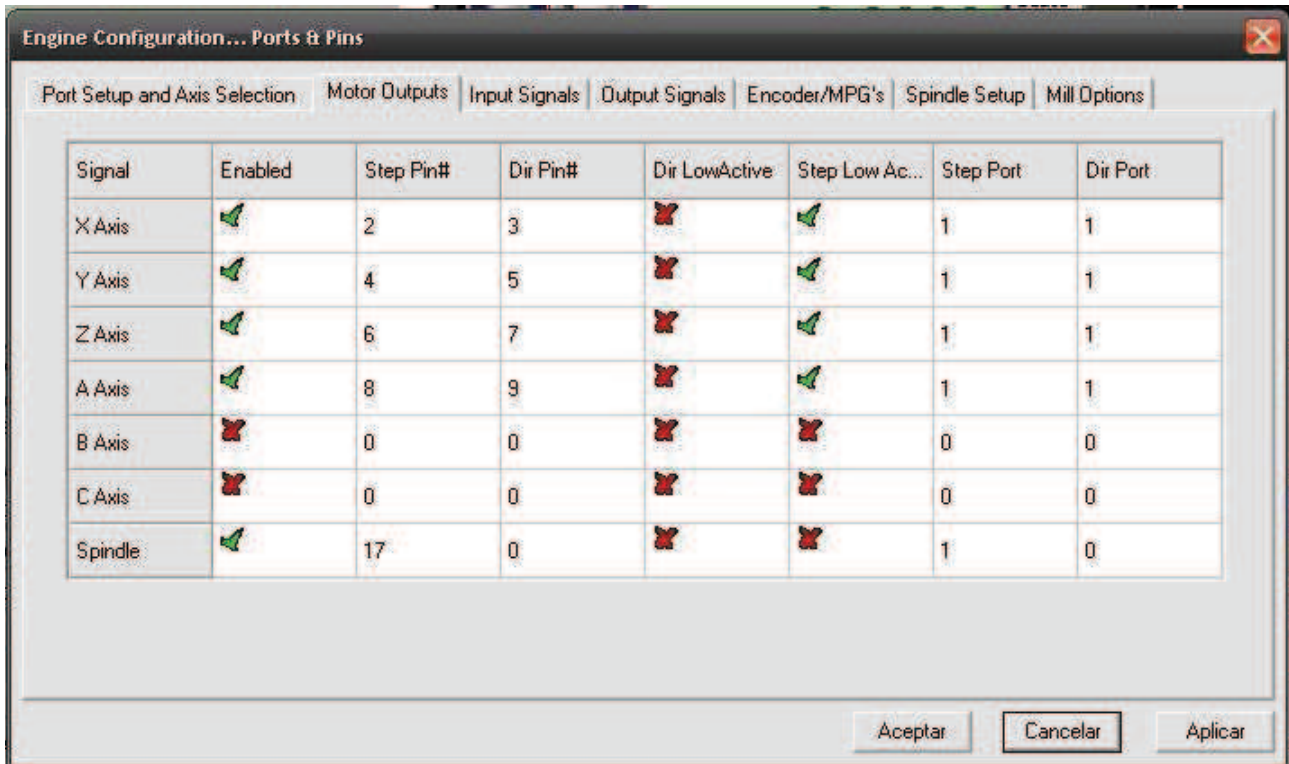 Engine Configuration... Ports & Pins
Port Setup and Axis Selection Motor Outputs Input Signals Output Signals Encoder/MPG's Spindle Setup Mill Options
Signal Enabled Step Pin# Dir Pin# Dir LowActive Step Low Ac... Step Port Dir Port
X Axis 2 3 1 1
Y Axis 4 5 1 1
Z Axis 6 7 1 1
A Axis 8 9 1 1
B Axis 0 0 0 0
C Axis 0 0 0 0
Spindle 17 0 1 0
Aceptar Cancelar Aplicar